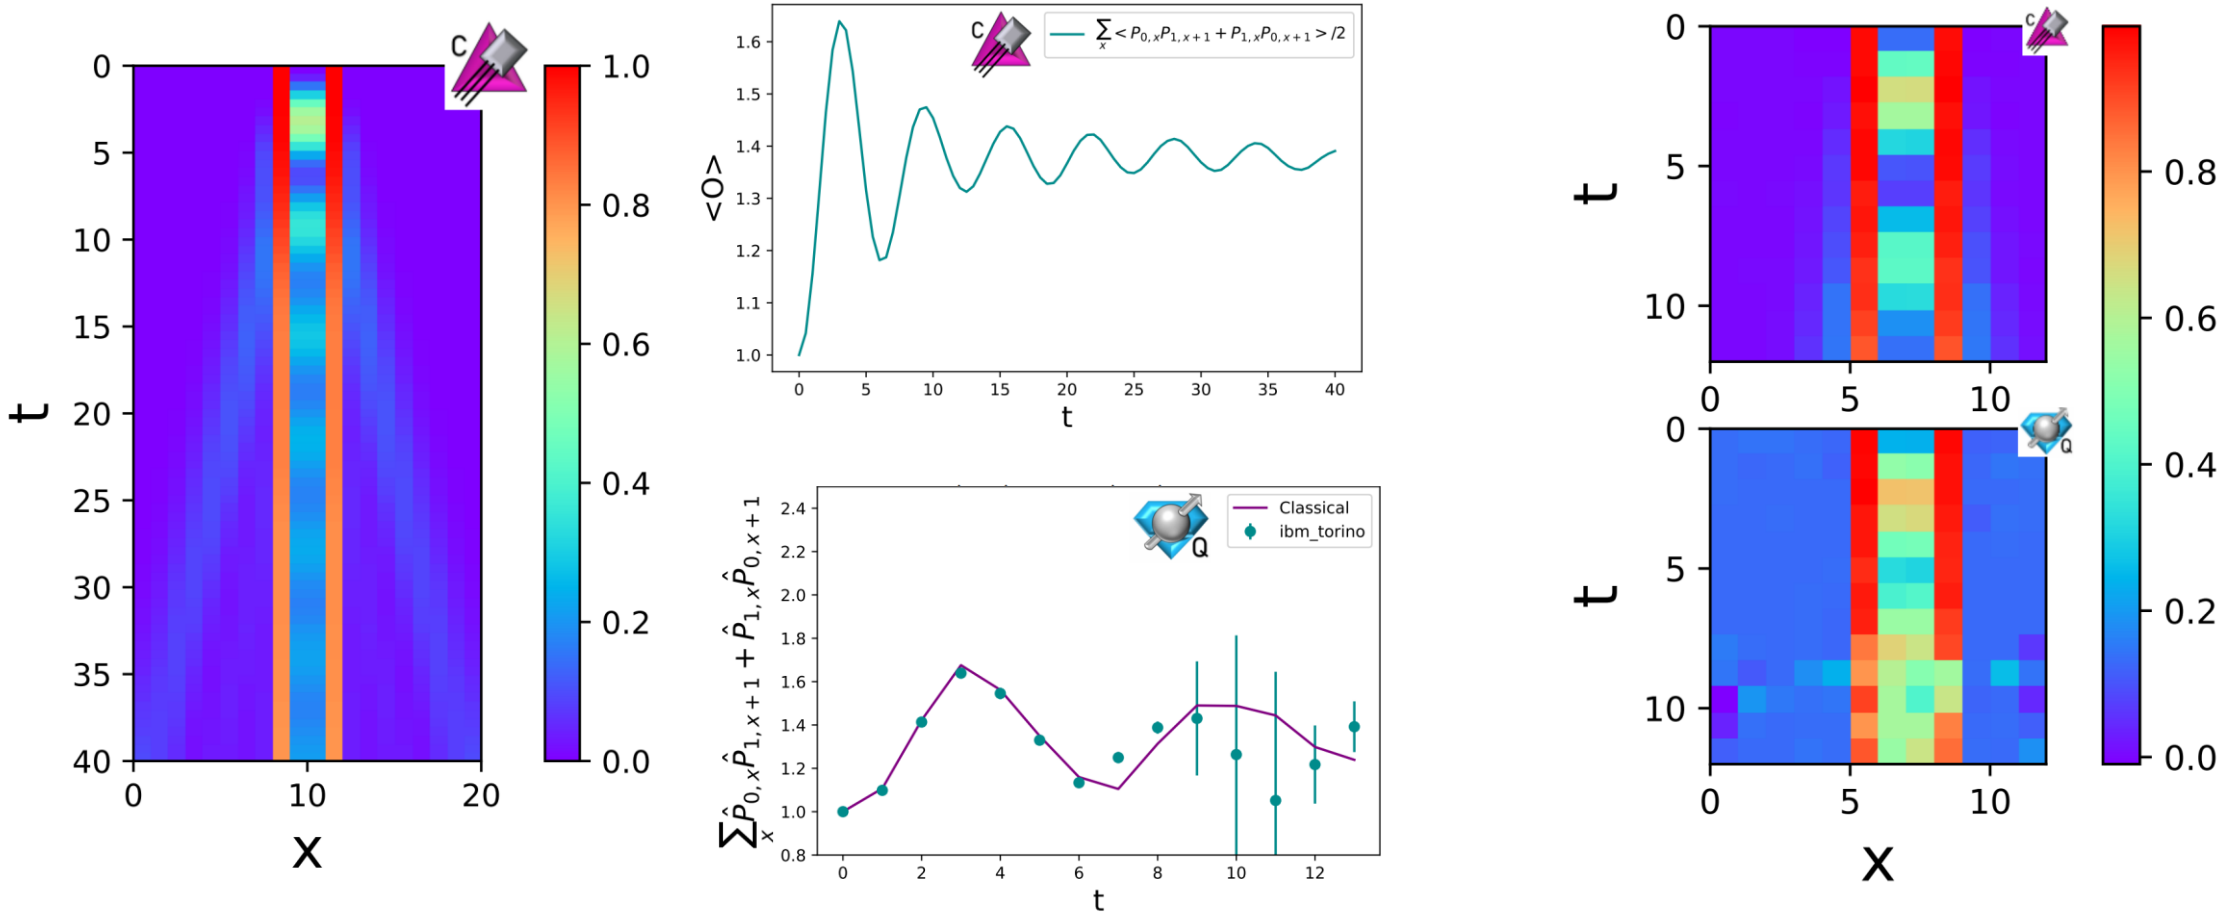 C
0
5
10
15
20
25
30
35
40
t
0
10
20
x
1.0
0.8
0.6
0.4
0.2
0.0
C
∑ₓ < P₀,ₓP₁,ₓ₊₁ + P₁,ₓP₀,ₓ₊₁ > /2
1.6
1.5
1.4
1.3
1.2
1.1
1.0
<O>
0 5 10 15 20 25 30 35 40
t
Q
Classical
ibm_torino
2.4
2.2
2.0
1.8
1.6
1.4
1.2
1.0
0.8
∑ₓ P̂₀,ₓP̂₁,ₓ₊₁ + P̂₁,ₓP̂₀,ₓ₊₁
0 2 4 6 8 10 12
t
C
0
5
10
t
0 5 10
Q
0
5
10
t
0 5 10
x
0.8
0.6
0.4
0.2
0.0